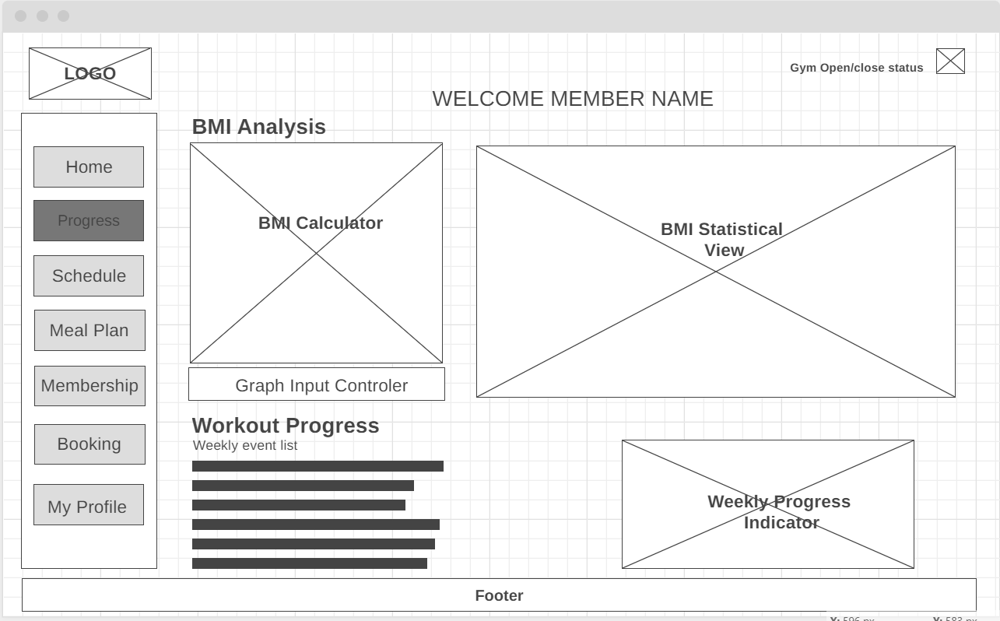 LOGO
Gym Open/close status
WELCOME MEMBER NAME
Home
Progress
Schedule
Meal Plan
Membership
Booking
My Profile
BMI Analysis
BMI Calculator
BMI Statistical
View
Graph Input Controler
Workout Progress
Weekly event list
Weekly Progress
Indicator
Footer
X: 596 px
Y: 583 px